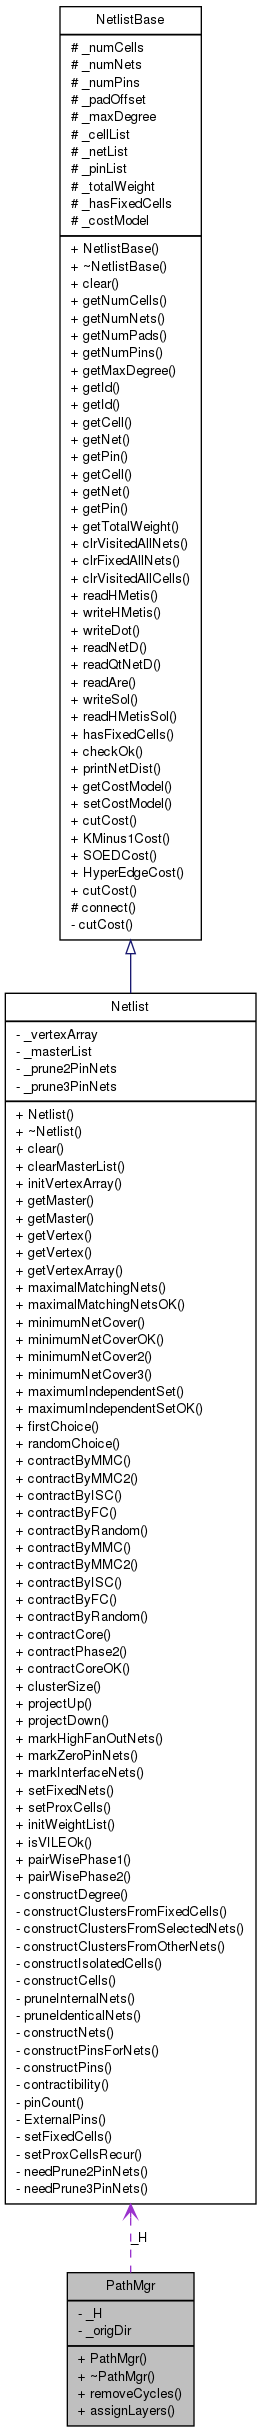 NetlistBase
# _numCells
# _numNets
# _numPins
# _padOffset
# _maxDegree
# _cellList
# _netList
# _pinList
# _totalWeight
# _hasFixedCells
# _costModel
+ NetlistBase()
+ ~NetlistBase()
+ clear()
+ getNumCells()
+ getNumNets()
+ getNumPads()
+ getNumPins()
+ getMaxDegree()
+ getId()
+ getId()
+ getCell()
+ getNet()
+ getPin()
+ getCell()
+ getNet()
+ getPin()
+ getTotalWeight()
+ clrVisitedAllNets()
+ clrFixedAllNets()
+ clrVisitedAllCells()
+ readHMetis()
+ writeHMetis()
+ writeDot()
+ readNetD()
+ readQtNetD()
+ readAre()
+ writeSol()
+ readHMetisSol()
+ hasFixedCells()
+ checkOk()
+ printNetDist()
+ getCostModel()
+ setCostModel()
+ cutCost()
+ KMinus1Cost()
+ SOEDCost()
+ HyperEdgeCost()
+ cutCost()
# connect()
- cutCost()
Netlist
- _vertexArray
- _masterList
- _prune2PinNets
- _prune3PinNets
+ Netlist()
+ ~Netlist()
+ clear()
+ clearMasterList()
+ initVertexArray()
+ getMaster()
+ getMaster()
+ getVertex()
+ getVertex()
+ getVertexArray()
+ maximalMatchingNets()
+ maximalMatchingNetsOK()
+ minimumNetCover()
+ minimumNetCoverOK()
+ minimumNetCover2()
+ minimumNetCover3()
+ maximumIndependentSet()
+ maximumIndependentSetOK()
+ firstChoice()
+ randomChoice()
+ contractByMMC()
+ contractByMMC2()
+ contractByISC()
+ contractByFC()
+ contractByRandom()
+ contractByMMC()
+ contractByMMC2()
+ contractByISC()
+ contractByFC()
+ contractByRandom()
+ contractCore()
+ contractPhase2()
+ contractCoreOK()
+ clusterSize()
+ projectUp()
+ projectDown()
+ markHighFanOutNets()
+ markZeroPinNets()
+ markInterfaceNets()
+ setFixedNets()
+ setProxCells()
+ initWeightList()
+ isVILEOk()
+ pairWisePhase1()
+ pairWisePhase2()
- constructDegree()
- constructClustersFromFixedCells()
- constructClustersFromSelectedNets()
- constructClustersFromOtherNets()
- constructIsolatedCells()
- constructCells()
- pruneInternalNets()
- pruneIdenticalNets()
- constructNets()
- constructPinsForNets()
- constructPins()
- contractibility()
- pinCount()
- ExternalPins()
- setFixedCells()
- setProxCellsRecur()
- needPrune2PinNets()
- needPrune3PinNets()
_H
PathMgr
- _H
- _origDir
+ PathMgr()
+ ~PathMgr()
+ removeCycles()
+ assignLayers()